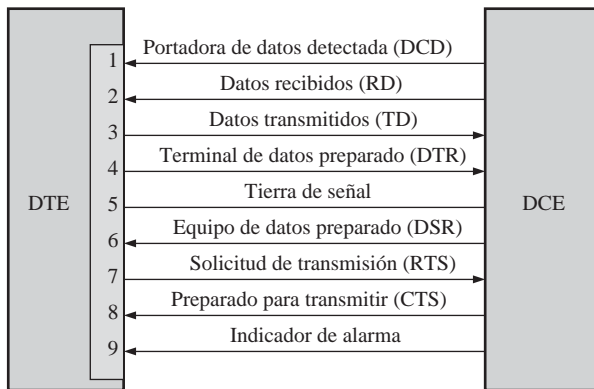 Portadora de datos detectada (DCD)
1
Datos recibidos (RD)
2
Datos transmitidos (TD)
3
Terminal de datos preparado (DTR)
4
DTE
Tierra de señal
5
DCE
Equipo de datos preparado (DSR)
6
Solicitud de transmisión (RTS)
7
Preparado para transmitir (CTS)
8
Indicador de alarma
9